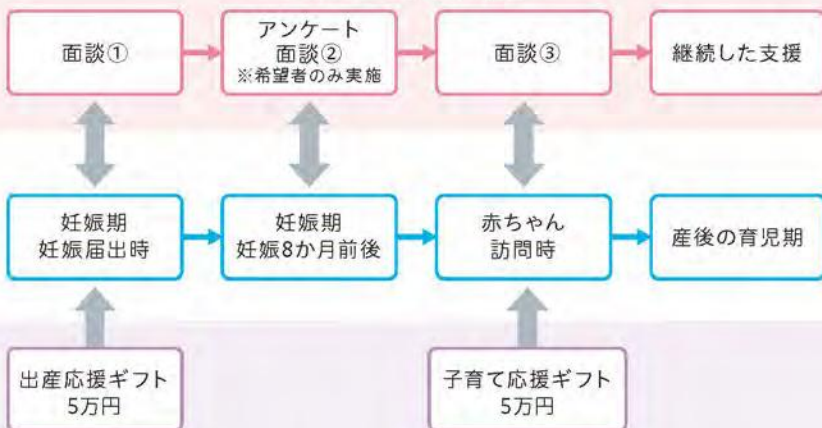 面談①
アンケート
面談②
※希望者のみ実施
面談③
継続した支援
妊娠期
妊娠届出時
妊娠期
妊娠8か月前後
赤ちゃん
訪問時
産後の育児期
出産応援ギフト
5万円
子育て応援ギフト
5万円